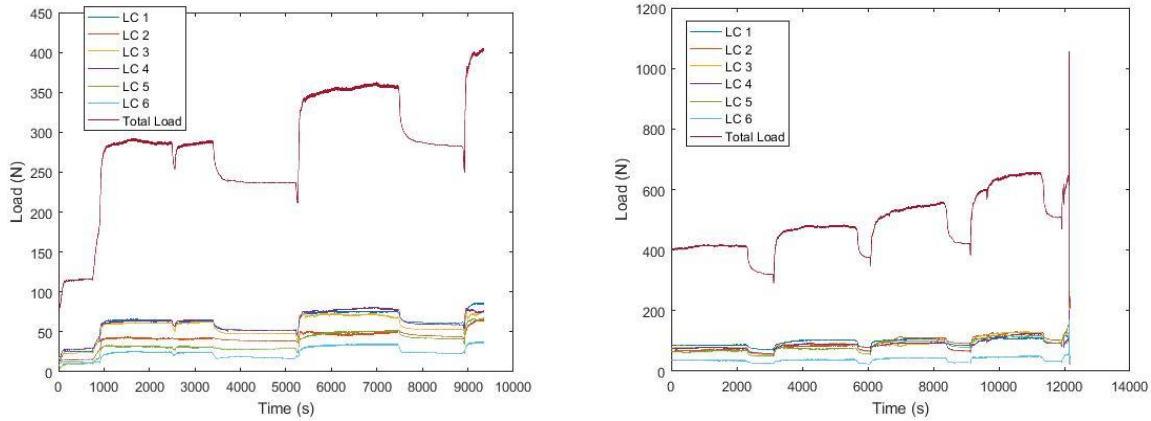 LC 1
LC 2
LC 3
LC 4
LC 5
LC 6
Total Load
450
400
350
300
250
200
150
100
50
0
Load (N)
0 1000 2000 3000 4000 5000 6000 7000 8000 9000 10000
Time (s)
LC 1
LC 2
LC 3
LC 4
LC 5
LC 6
Total Load
1200
1000
800
600
400
200
0
Load (N)
0 2000 4000 6000 8000 10000 12000 14000
Time (s)